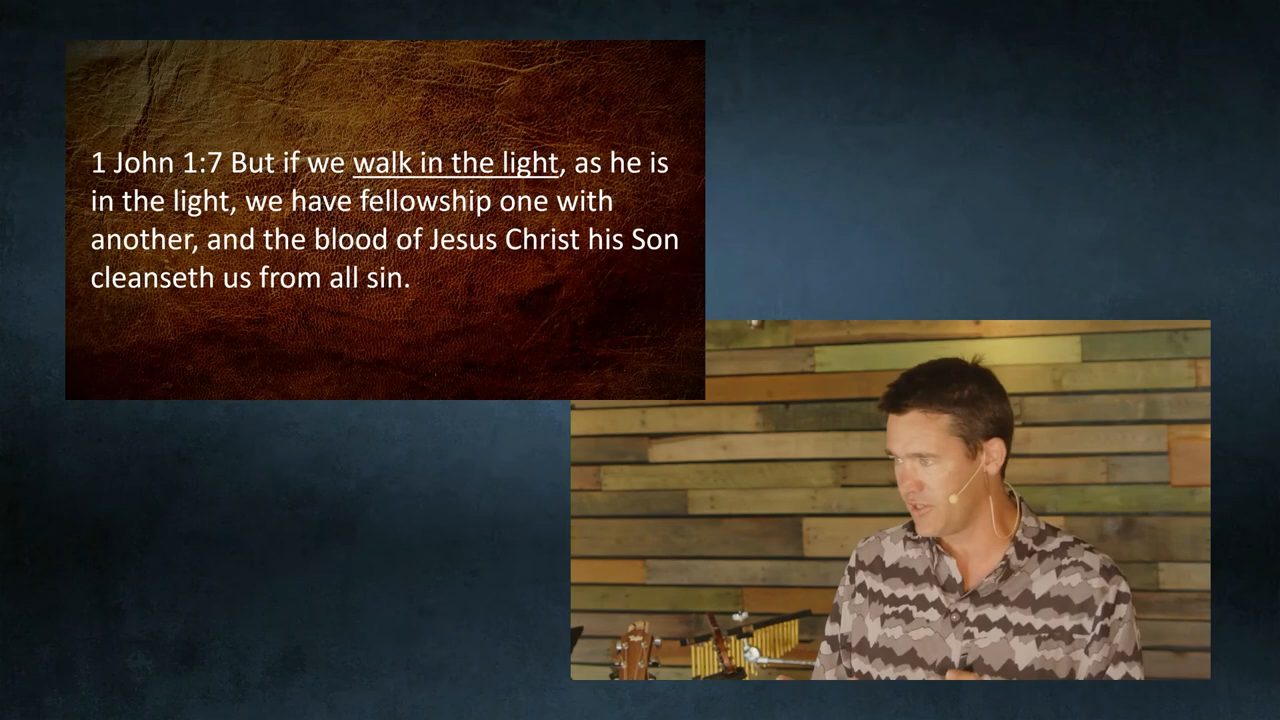 1 John 1:7 But if we walk in the light, as he is
in the light, we have fellowship one with
another, and the blood of Jesus Christ his Son
cleanseth us from all sin.